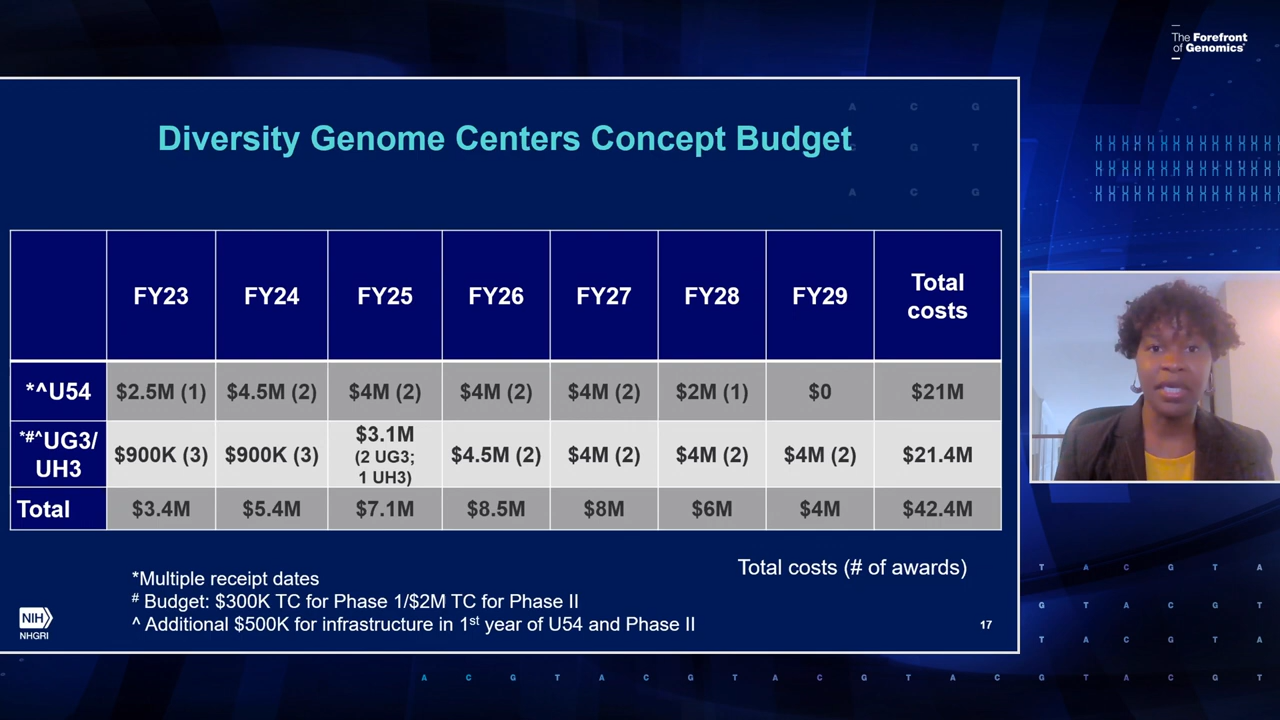 The Forefront
of Genomics®
A C G
Diversity Genome Centers Concept Budget
G T
A C G
FY23 FY24 FY25 FY26 FY27 FY28 FY29 Total costs
*^U54 $2.5M (1) $4.5M (2) $4M (2) $4M (2) $4M (2) $2M (1) $0 $21M
*#^UG3/ UH3 $900K (3) $900K (3) $3.1M (2 UG3; 1 UH3) $4.5M (2) $4M (2) $4M (2) $4M (2) $21.4M
Total $3.4M $5.4M $7.1M $8.5M $8M $6M $4M $42.4M
Total costs (# of awards)
*Multiple receipt dates
# Budget: $300K TC for Phase 1/$2M TC for Phase II
^ Additional $500K for infrastructure in 1st year of U54 and Phase II
NIH
NHGRI
17
T A C G T A
G T A C G T
T A C G T A
A C G T A C G T A C G T A C G T A C G T